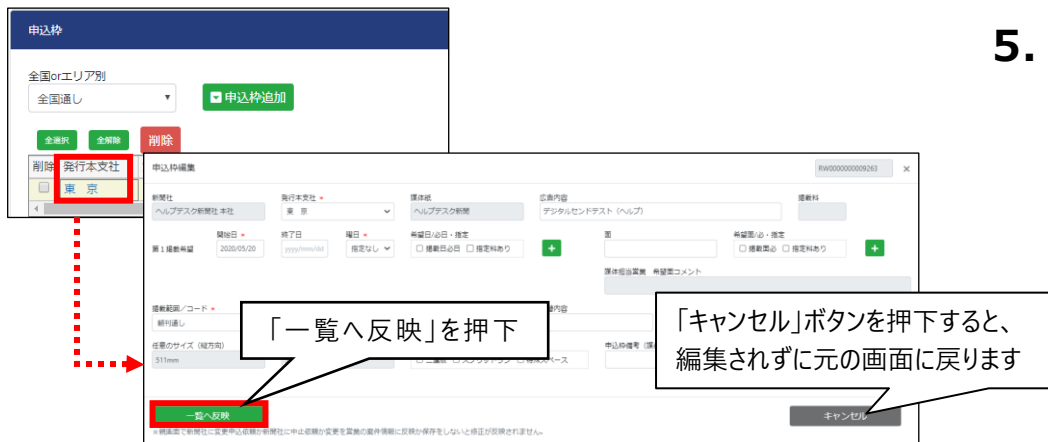 申込枠
5.
全国orエリア別
全国通し
申込枠追加
全選択 全解除 削除
削除 発行本支社
東 京
申込枠編集 RW0000000009263 ×
新聞社 発行本支社 * 媒体紙 広告内容 掲載料
ヘルプデスク新聞社 本社 東 京 ヘルプデスク新聞 デジタルセンドテスト（ヘルプ）
開始日 * 終了日 曜日 * 希望日/必日・指定 面 希望面/必・指定
第１掲載希望 2020/05/20 yyyy/mm/dd 指定なし 掲載日必日 指定料あり + 掲載面必 指定料あり +
媒体担当営業 希望面コメント
掲載範囲／コード *
朝刊通し
「一覧へ反映」を押下
「キャンセル」ボタンを押下すると、
編集されずに元の画面に戻ります
任意のサイズ（縦方向） 申込枠備考
511mm
一覧へ反映 キャンセル